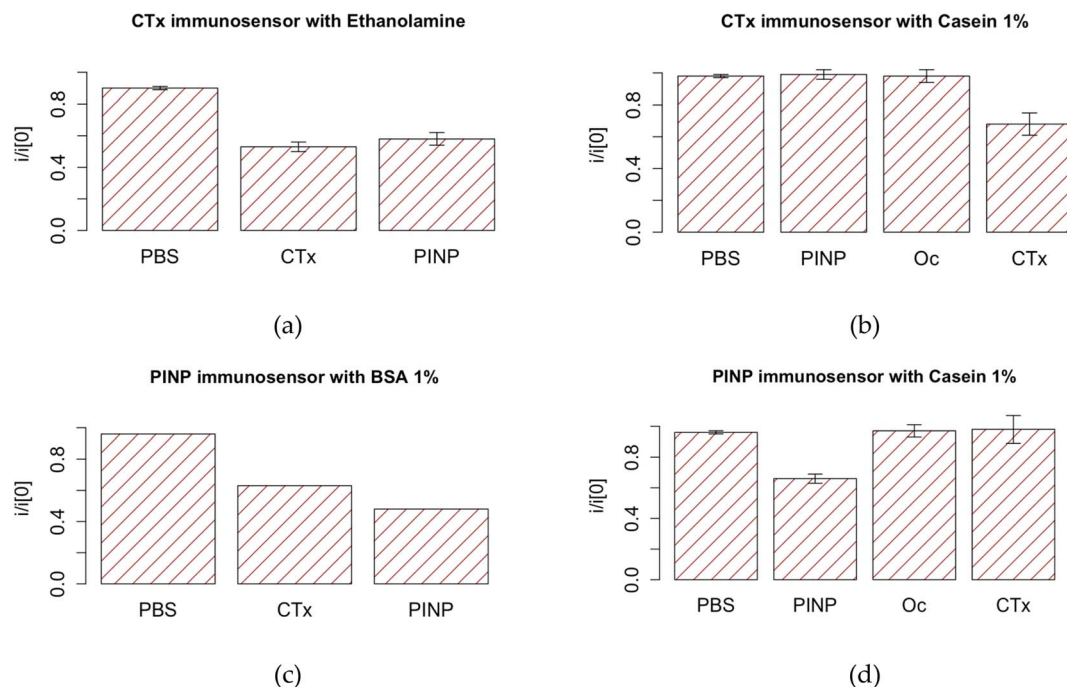 CTx immunosensor with Ethanolamine
i/i[0]
0.8
0.4
0.0
PBS CTx PINP
(a)
CTx immunosensor with Casein 1%
i/i[0]
0.8
0.4
0.0
PBS PINP Oc CTx
(b)
PINP immunosensor with BSA 1%
i/i[0]
0.8
0.4
0.0
PBS CTx PINP
(c)
PINP immunosensor with Casein 1%
i/i[0]
0.8
0.4
0.0
PBS PINP Oc CTx
(d)